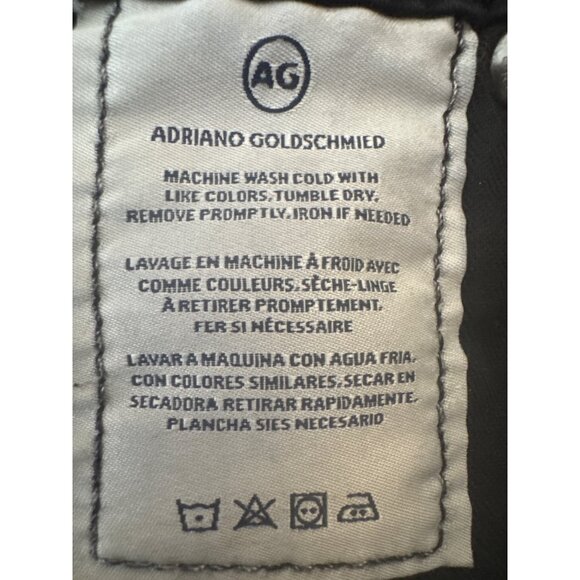 AG
ADRIANO GOLDSCHMIED
MACHINE WASH COLD WITH
LIKE COLORS, TUMBLE DRY,
REMOVE PROMPTLY, IRON IF NEEDED
LAVAGE EN MACHINE À FROID AVEC
COMME COULEURS, SÈCHE-LINGE
À RETIRER PROMPTEMENT,
FER SI NÉCESSAIRE
LAVAR A MAQUINA CON AGUA FRIA,
CON COLORES SIMILARES, SECAR EN
SECADORA RETIRAR RAPIDAMENTE,
PLANCHA SIES NECESARIO